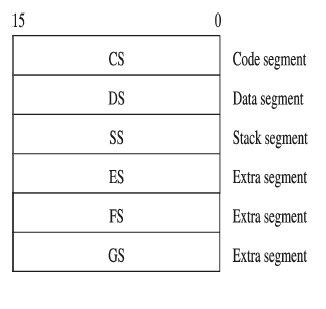 15 0
CS Code segment
DS Data segment
SS Stack segment
ES Extra segment
FS Extra segment
GS Extra segment